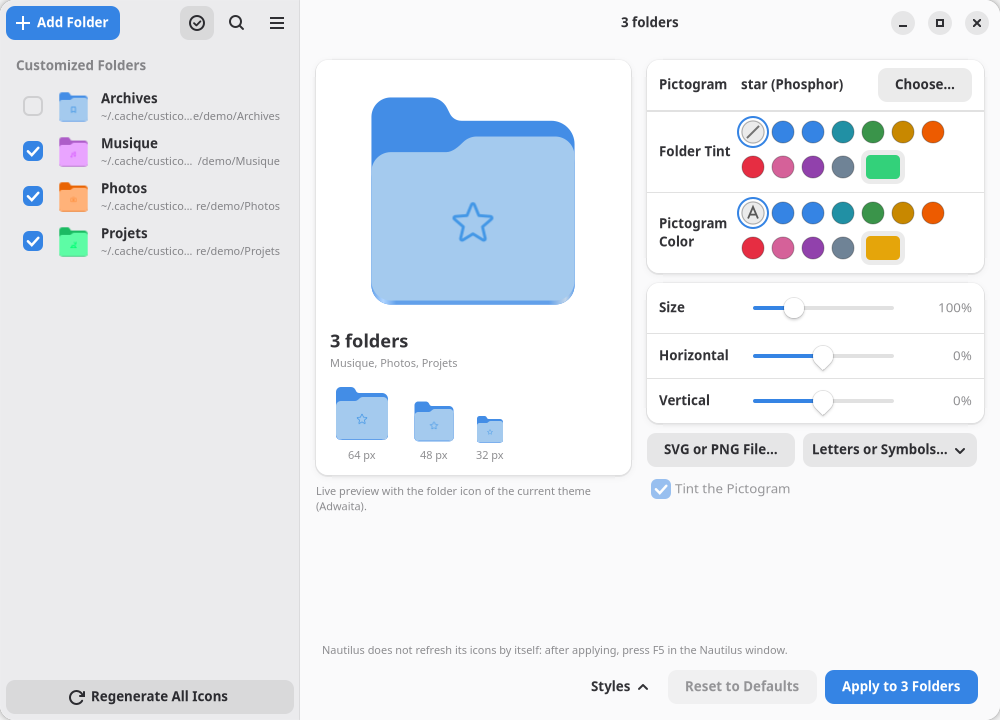 Add Folder
3 folders
Customized Folders
Archives
~/.cache/custico…e/demo/Archives
Musique
~/.cache/custico… /demo/Musique
Photos
~/.cache/custico… re/demo/Photos
Projets
~/.cache/custico… re/demo/Projets
Regenerate All Icons
3 folders
Musique, Photos, Projets
64 px
48 px
32 px
Live preview with the folder icon of the current theme
(Adwaita).
Pictogram
star (Phosphor)
Choose…
Folder Tint
Pictogram
Color
A
Size
100%
Horizontal
0%
Vertical
0%
SVG or PNG File…
Letters or Symbols…
Tint the Pictogram
Nautilus does not refresh its icons by itself: after applying, press F5 in the Nautilus window.
Styles
Reset to Defaults
Apply to 3 Folders